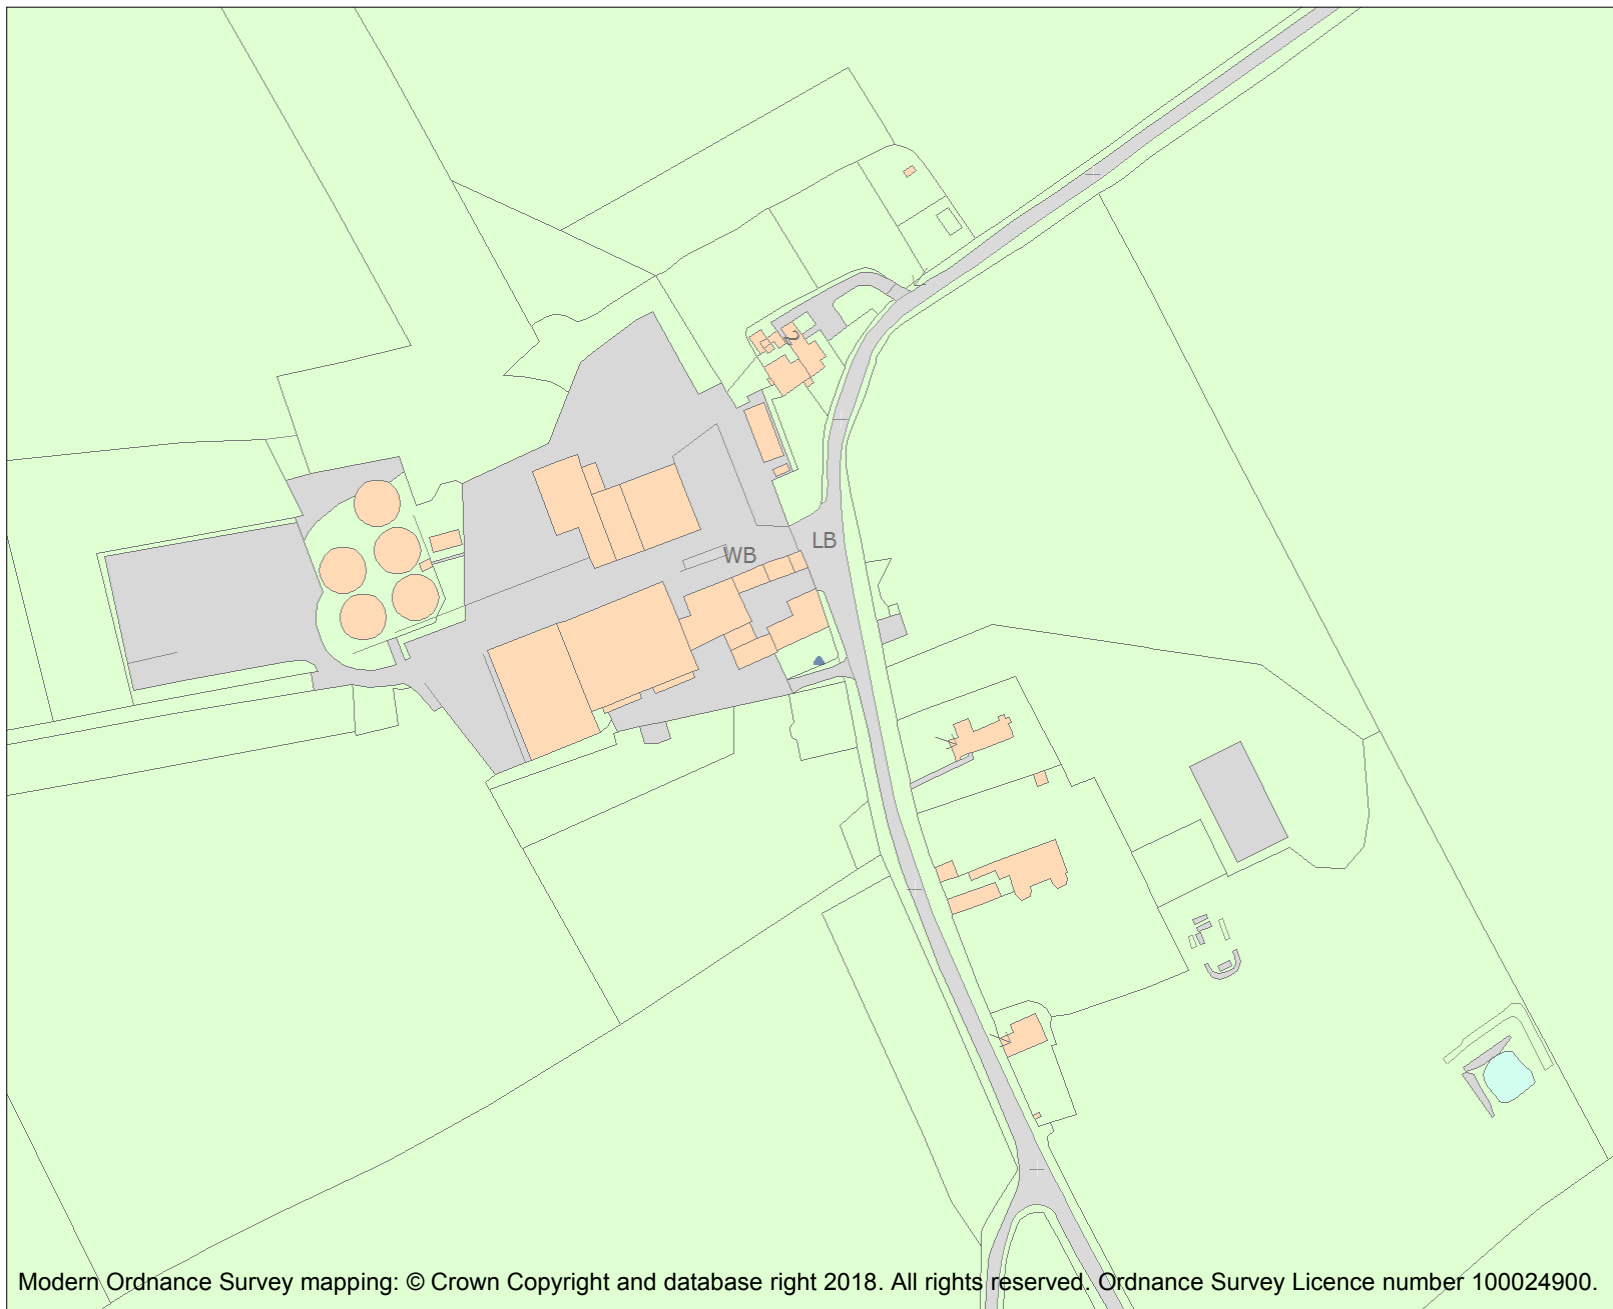 2
LB
WB
Modern Ordnance Survey mapping: © Crown Copyright and database right 2018. All rights reserved. Ordnance Survey Licence number 100024900.